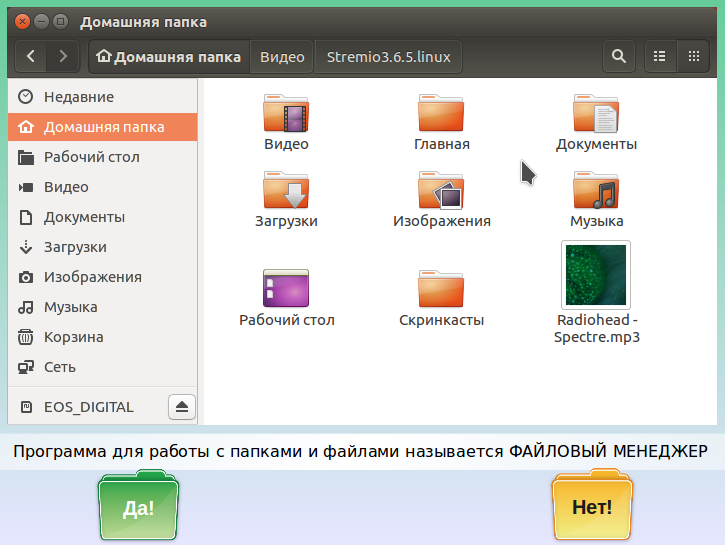 Домашняя папка
Домашняя папка Видео Stremio3.6.5.linux
Недавние
Домашняя папка
Рабочий стол
Видео
Документы
Загрузки
Изображения
Музыка
Корзина
Сеть
EOS_DIGITAL
Видео Главная Документы
Загрузки Изображения Музыка
Рабочий стол Скринкасты Radiohead -
Spectre.mp3
Программа для работы с папками и файлами называется ФАЙЛОВЫЙ МЕНЕДЖЕР
Да! Нет!